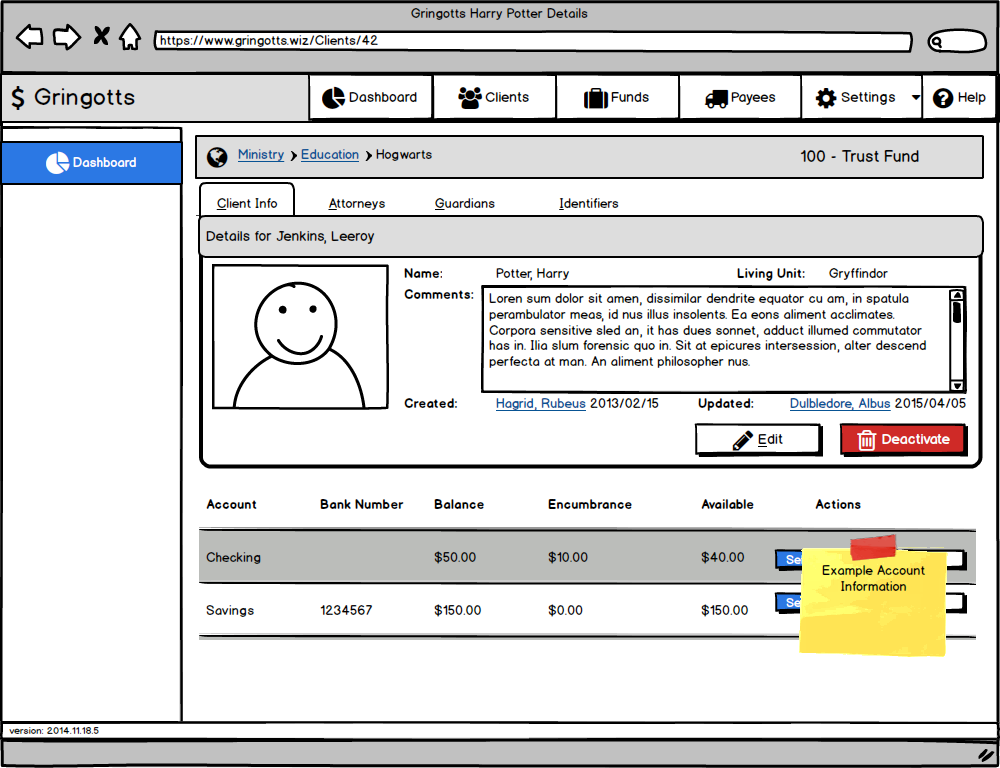 Gringotts Harry Potter Details
https://www.gringotts.wiz/Clients/42
$ Gringotts
Dashboard
Clients
Funds
Payees
Settings
Help
Dashboard
Ministry
Education
Hogwarts
100 - Trust Fund
Client Info
Attorneys
Guardians
Identifiers
Details for Jenkins, Leeroy
Name: Potter, Harry
Living Unit: Gryffindor
Comments:
Loren sum dolor sit amen, dissimilar dendrite equator cu am, in spatula
perambulator meas, id nus illus insolents. Ea eons aliment acclimates.
Corpora sensitive sled an, it has dues sonnet, adduct illumed commutator
has in. Ilia slum forensic quo in. Sit at epicures intersession, alter descend
perfecta at man. An aliment philosopher nus.
Created: Hagrid, Rubeus 2013/02/15
Updated: Dulbledore, Albus 2015/04/05
Edit
Deactivate
Account Bank Number Balance Encumbrance Available Actions
Checking $50.00 $10.00 $40.00
Savings 1234567 $150.00 $0.00 $150.00
Example Account
Information
version: 2014.11.18.5